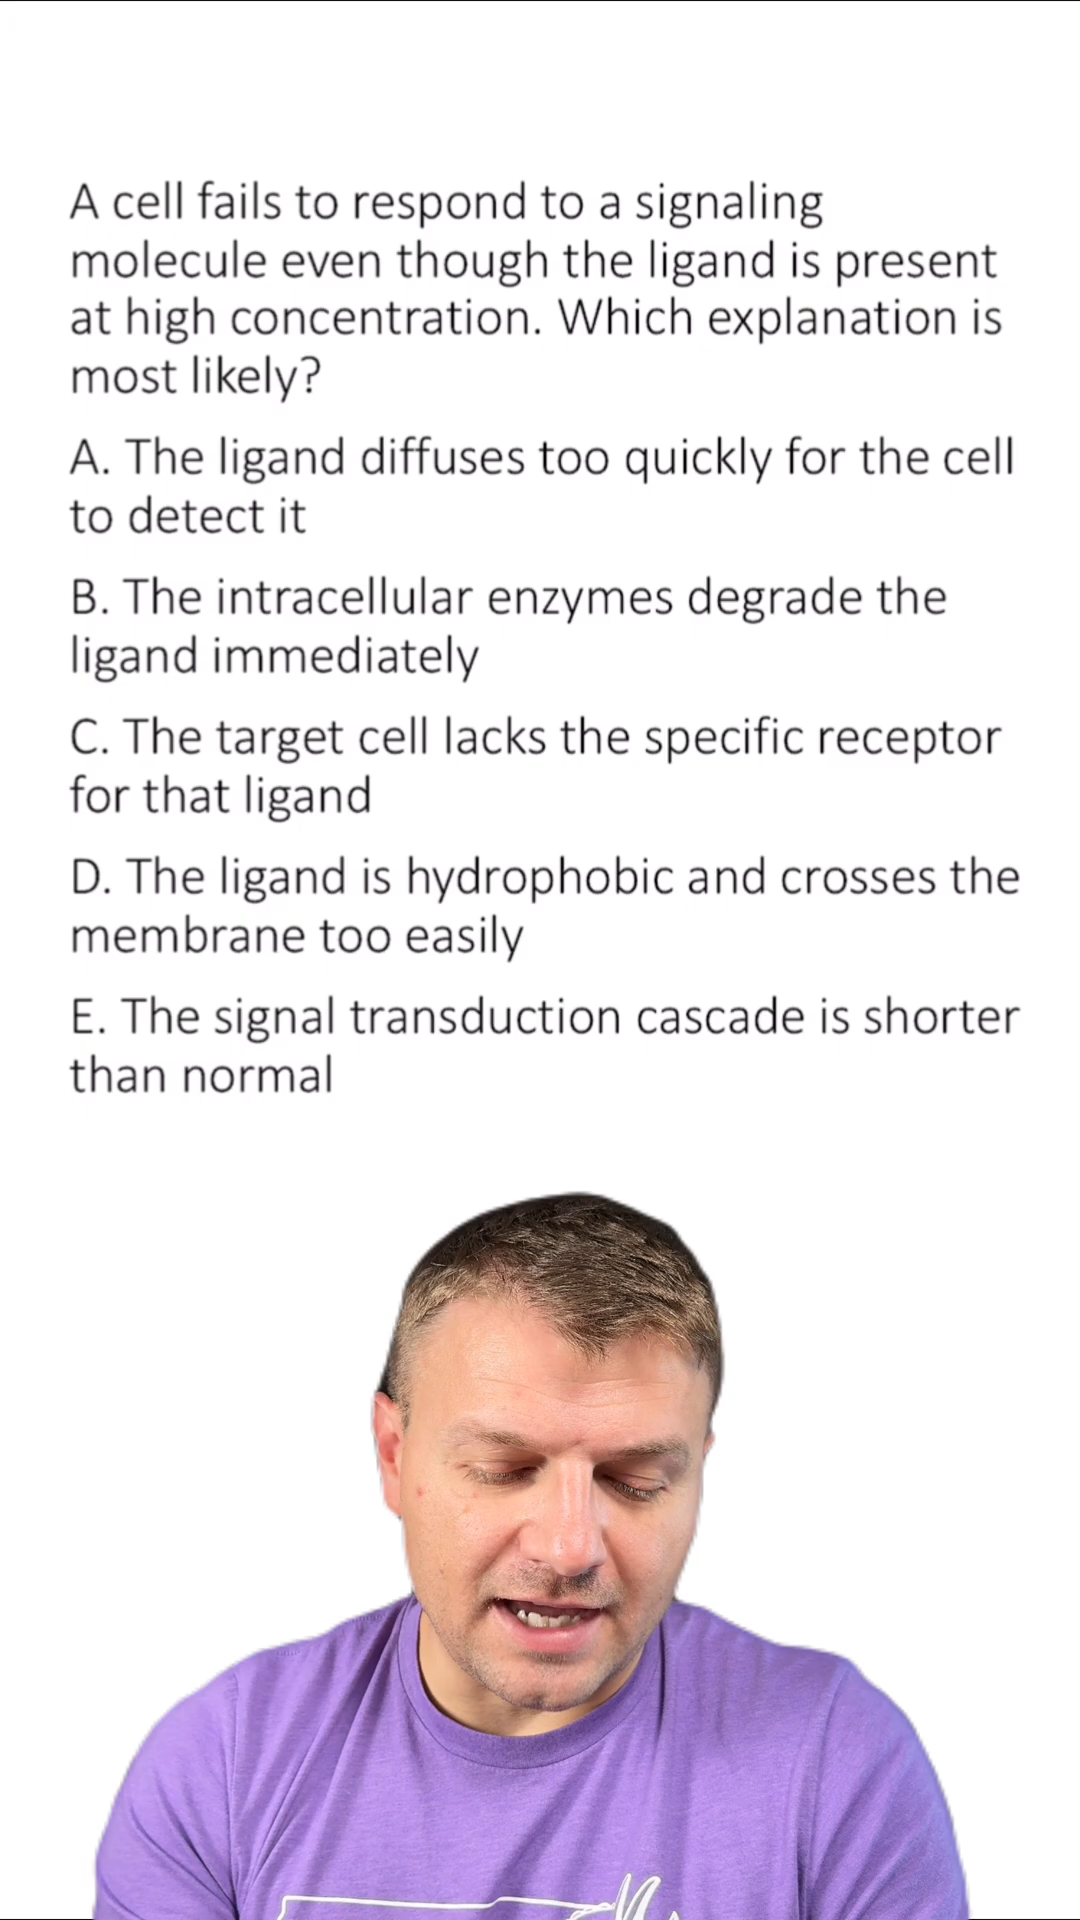 A cell fails to respond to a signaling
molecule even though the ligand is present
at high concentration. Which explanation is
most likely?
A. The ligand diffuses too quickly for the cell
to detect it
B. The intracellular enzymes degrade the
ligand immediately
C. The target cell lacks the specific receptor
for that ligand
D. The ligand is hydrophobic and crosses the
membrane too easily
E. The signal transduction cascade is shorter
than normal